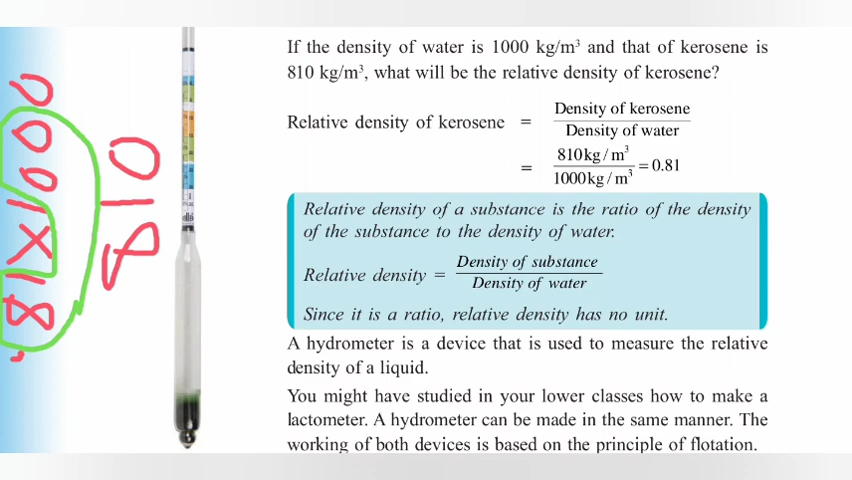 .81X1000
810
If the density of water is 1000 kg/m³ and that of kerosene is
810 kg/m³, what will be the relative density of kerosene?
Relative density of kerosene = Density of kerosene / Density of water
= 810 kg / m³ / 1000 kg / m³ = 0.81
Relative density of a substance is the ratio of the density
of the substance to the density of water.
Relative density = Density of substance / Density of water
Since it is a ratio, relative density has no unit.
A hydrometer is a device that is used to measure the relative
density of a liquid.
You might have studied in your lower classes how to make a
lactometer. A hydrometer can be made in the same manner. The
working of both devices is based on the principle of flotation.